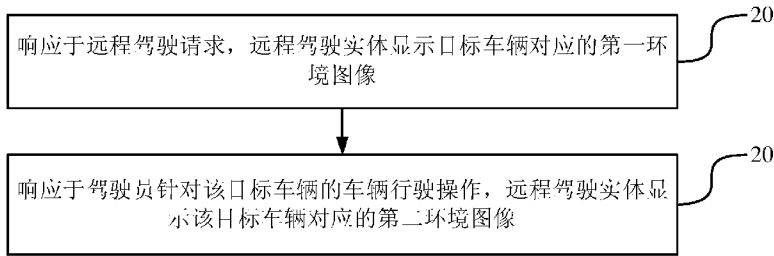 响应于远程驾驶请求，远程驾驶实体显示目标车辆对应的第一环
境图像
20
响应于驾驶员针对该目标车辆的车辆行驶操作，远程驾驶实体显
示该目标车辆对应的第二环境图像
20